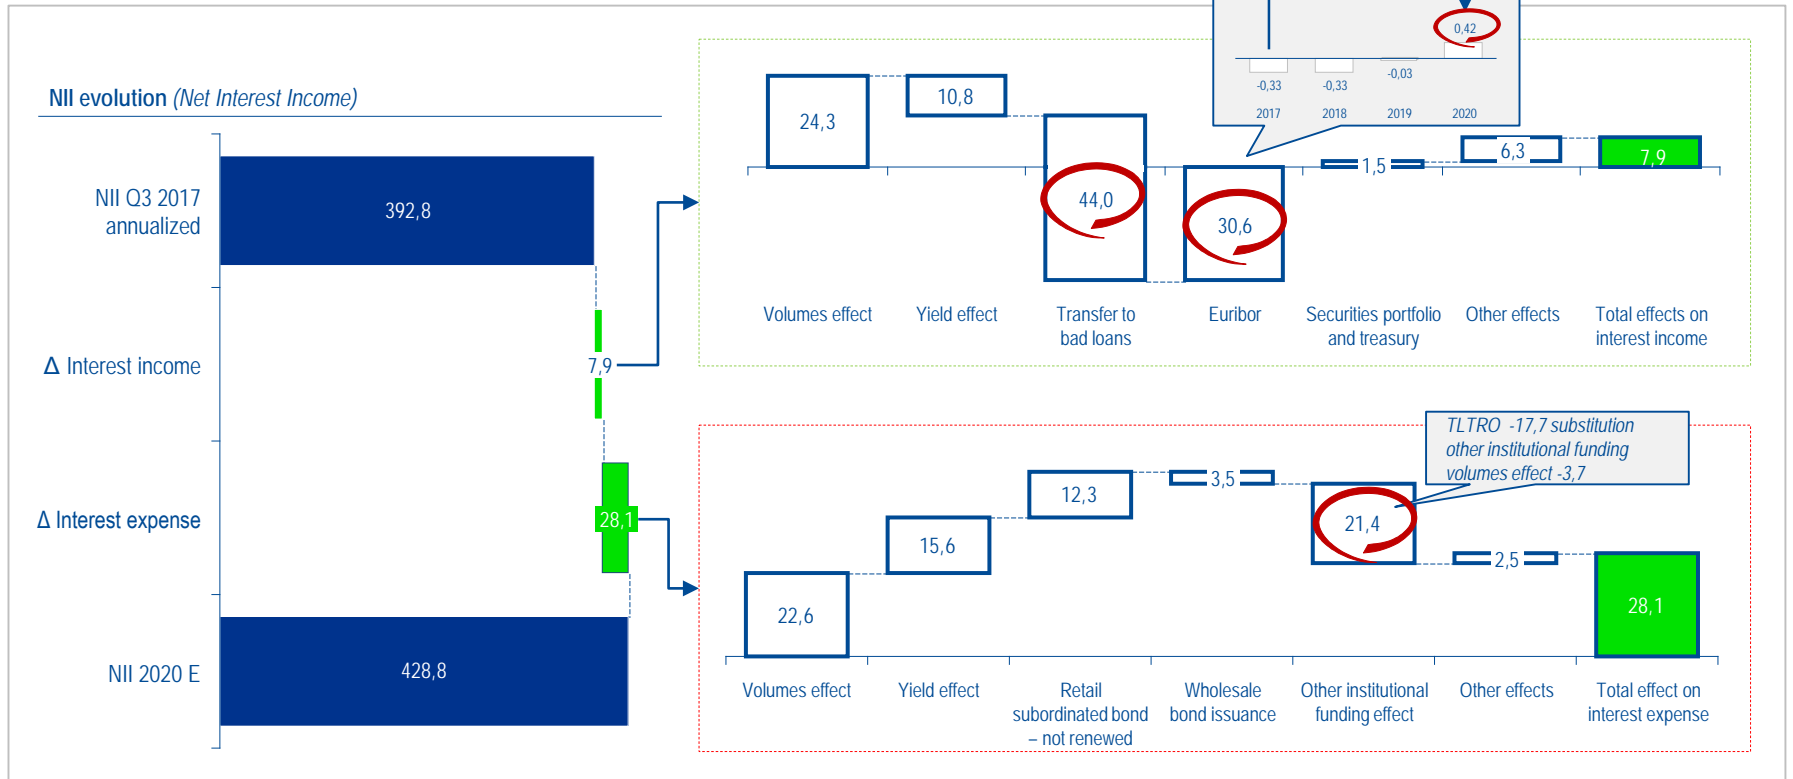 NII evolution (Net Interest Income)
NII Q3 2017
annualized
392,8
Δ Interest income
7,9
Δ Interest expense
28,1
NII 2020 E
428,8
0,42
-0,33
-0,33
-0,03
2017
2018
2019
2020
24,3
10,8
44,0
30,6
1,5
6,3
7,9
Volumes effect
Yield effect
Transfer to
bad loans
Euribor
Securities portfolio
and treasury
Other effects
Total effects on
interest income
TLTRO -17,7 substitution
other institutional funding
volumes effect -3,7
22,6
15,6
12,3
3,5
21,4
2,5
28,1
Volumes effect
Yield effect
Retail
subordinated bond
– not renewed
Wholesale
bond issuance
Other institutional
funding effect
Other effects
Total effect on
interest expense